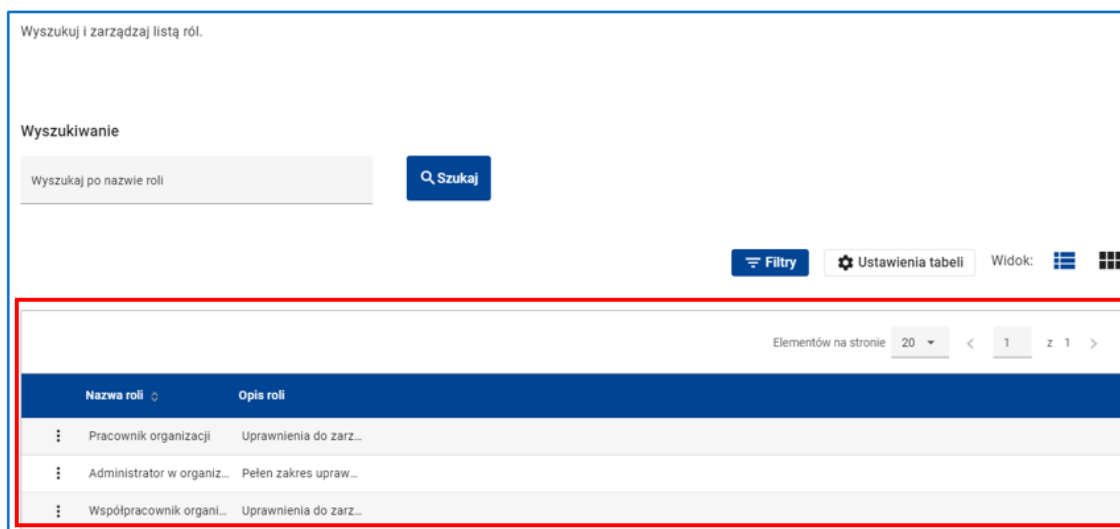 Wyszukuj i zarządzaj listą ról.
Wyszukiwanie
Wyszukaj po nazwie roli
Szukaj
Filtry Ustawienia tabeli Widok:
Elementów na stronie 20 1 z 1
Nazwa roli Opis roli
Pracownik organizacji Uprawnienia do zarz...
Administrator w organiz... Pełen zakres upraw...
Współpracownik organi... Uprawnienia do zarz...